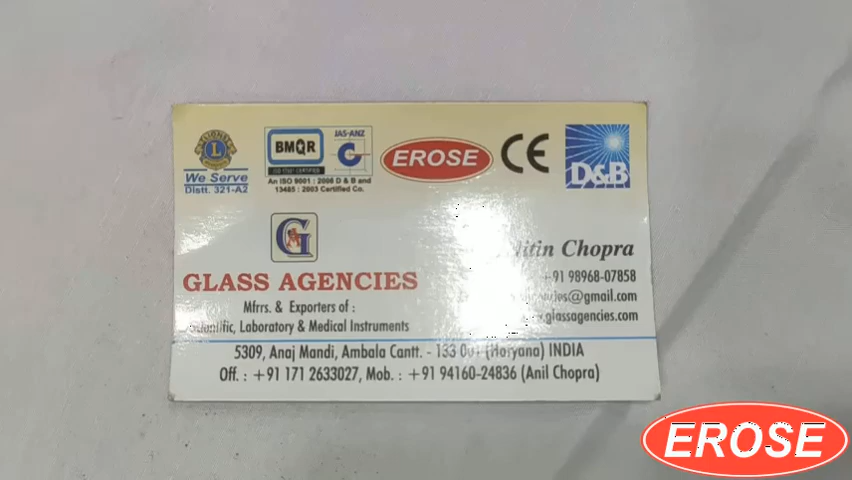 LIONS
L
We Serve
Distt. 321-A2
BMQR
JAS-ANZ
An ISO 9001 : 2008 D & B and
13485 : 2003 Certified Co.
EROSE
CE
D&B
G
GLASS AGENCIES
Mfrrs. & Exporters of :
Laboratory & Medical Instruments
Chopra
+91 98968-07858
@gmail.com
.glassagencies.com
5309, Anaj Mandi, Ambala Cantt. - 133 001 (Haryana) INDIA
Off. : +91 171 2633027, Mob. : +91 94160-24836 (Anil Chopra)
EROSE